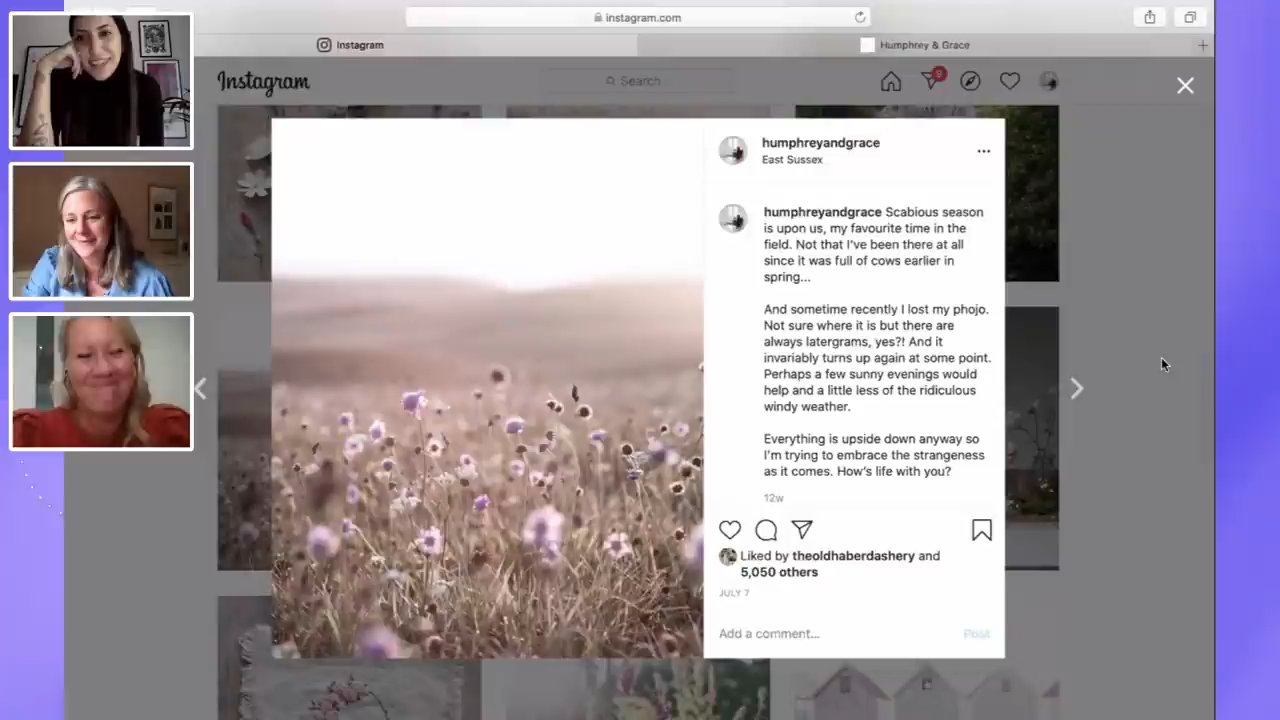 instagram.com
Instagram
Humphrey & Grace
Instagram
Search
9
humphreyandgrace
East Sussex
humphreyandgrace Scabious season
is upon us, my favourite time in the
field. Not that I've been there at all
since it was full of cows earlier in
spring...
And sometime recently I lost my phojo.
Not sure where it is but there are
always latergrams, yes?! And it
invariably turns up again at some point.
Perhaps a few sunny evenings would
help and a little less of the ridiculous
windy weather.
Everything is upside down anyway so
I'm trying to embrace the strangeness
as it comes. How's life with you?
12w
Liked by theoldhaberdashery and
5,050 others
JULY 7
Add a comment...
Post